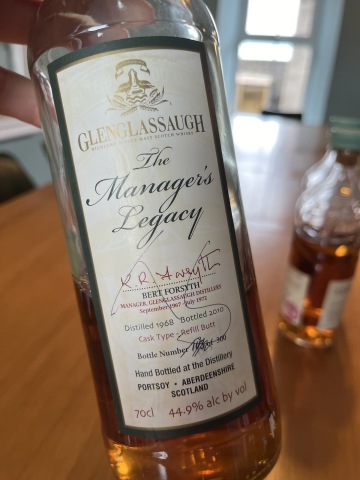 GLENGLASSAUGH
HIGHLAND SINGLE MALT SCOTCH WHISKY
The
Manager's
Legacy
BERT FORSYTH
MANAGER, GLENGLASSAUGH DISTILLERY
September 1967 - July 1972
Distilled 1968 Bottled 2010
Cask Type - Refill Butt
Bottle Number of 300
Hand Bottled at the Distillery
PORTSOY • ABERDEENSHIRE
SCOTLAND
70cl 44.9% alc by vol